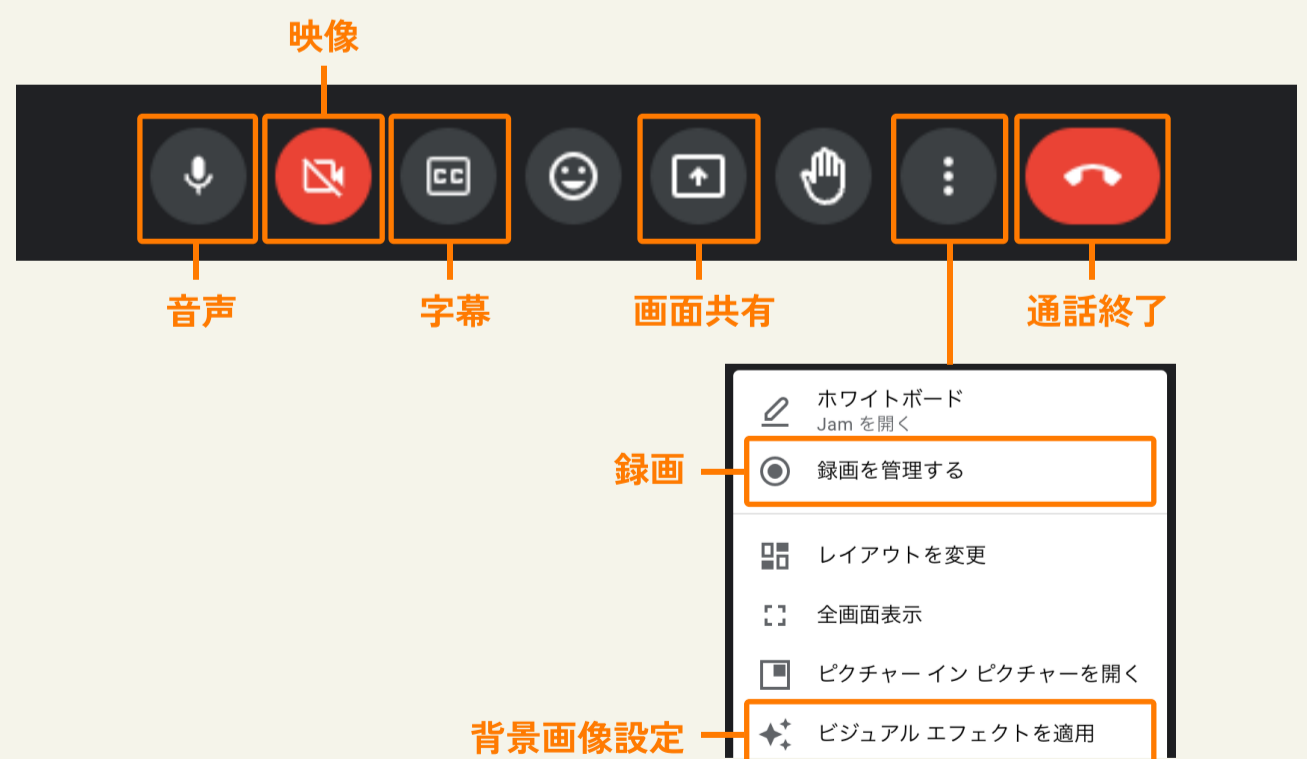 映像
CC
音声
字幕
画面共有
通話終了
ホワイトボード
Jam を開く
録画
録画を管理する
レイアウトを変更
全画面表示
ピクチャー イン ピクチャーを開く
背景画像設定
ビジュアル エフェクトを適用